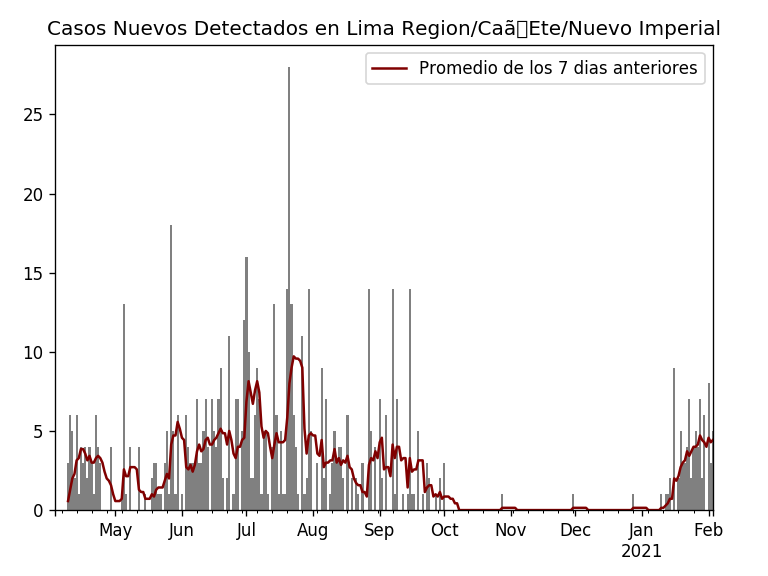 Casos Nuevos Detectados en Lima Region/Caã▯Ete/Nuevo Imperial
Promedio de los 7 dias anteriores
25
20
15
10
5
0
May Jun Jul Aug Sep Oct Nov Dec Jan Feb
2021